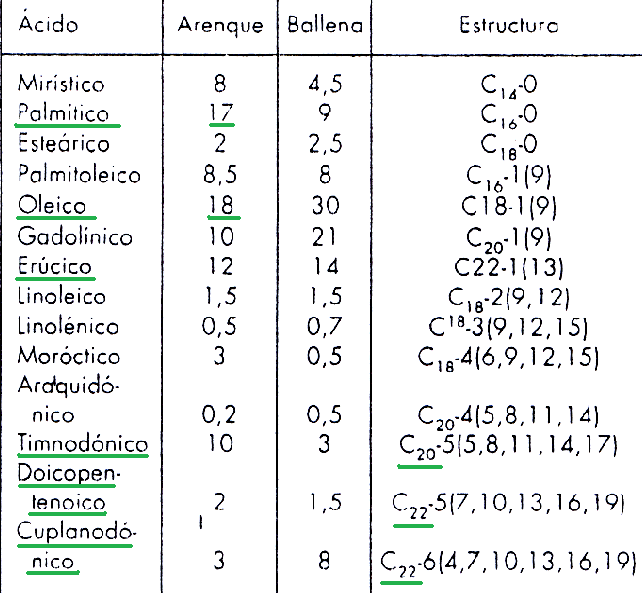 Ácido Arenque Ballena Estructura
Mirístico 8 4,5 C14-0
Palmítico 17 9 C16-0
Esteárico 2 2,5 C18-0
Palmitoleico 8,5 8 C16-1(9)
Oleico 18 30 C18-1(9)
Gadolínico 10 21 C20-1(9)
Erúcico 12 14 C22-1(13)
Linoleico 1,5 1,5 C18-2(9,12)
Linolénico 0,5 0,7 C18-3(9,12,15)
Moróctico 3 0,5 C18-4(6,9,12,15)
Araquidó-
nico 0,2 0,5 C20-4(5,8,11,14)
Timnodónico 10 3 C20-5(5,8,11,14,17)
Doicopen-
tenoico 2 1,5 C22-5(7,10,13,16,19)
Cuplanodó-
nico 3 8 C22-6(4,7,10,13,16,19)